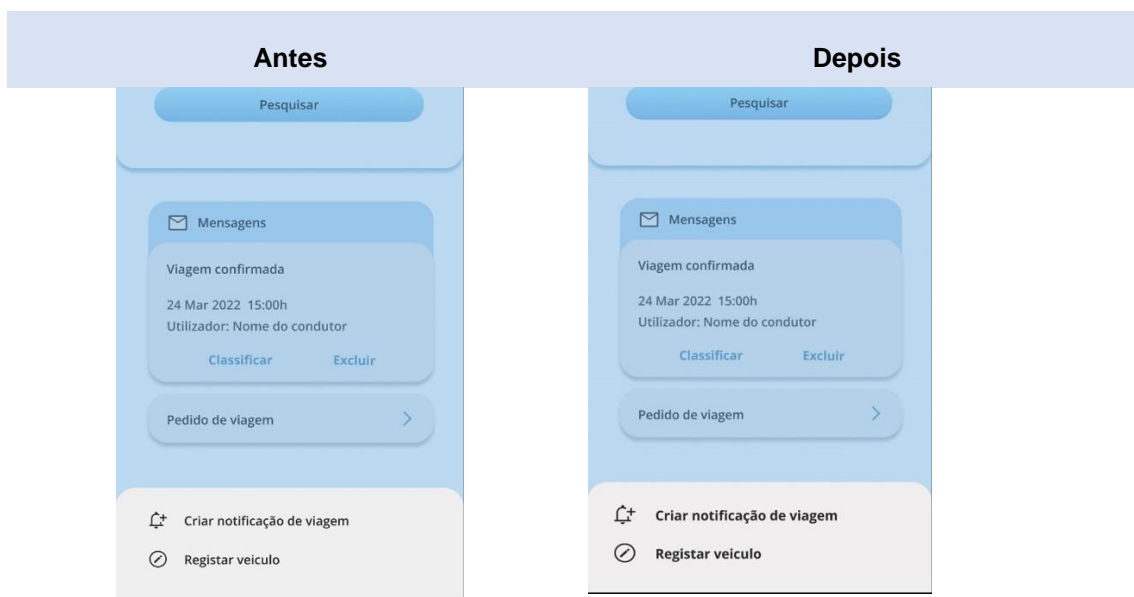 Antes
Depois
Pesquisar
Mensagens
Viagem confirmada
24 Mar 2022 15:00h
Utilizador: Nome do condutor
Classificar Excluir
Pedido de viagem
Criar notificação de viagem
Registar veiculo
Pesquisar
Mensagens
Viagem confirmada
24 Mar 2022 15:00h
Utilizador: Nome do condutor
Classificar Excluir
Pedido de viagem
Criar notificação de viagem
Registar veiculo